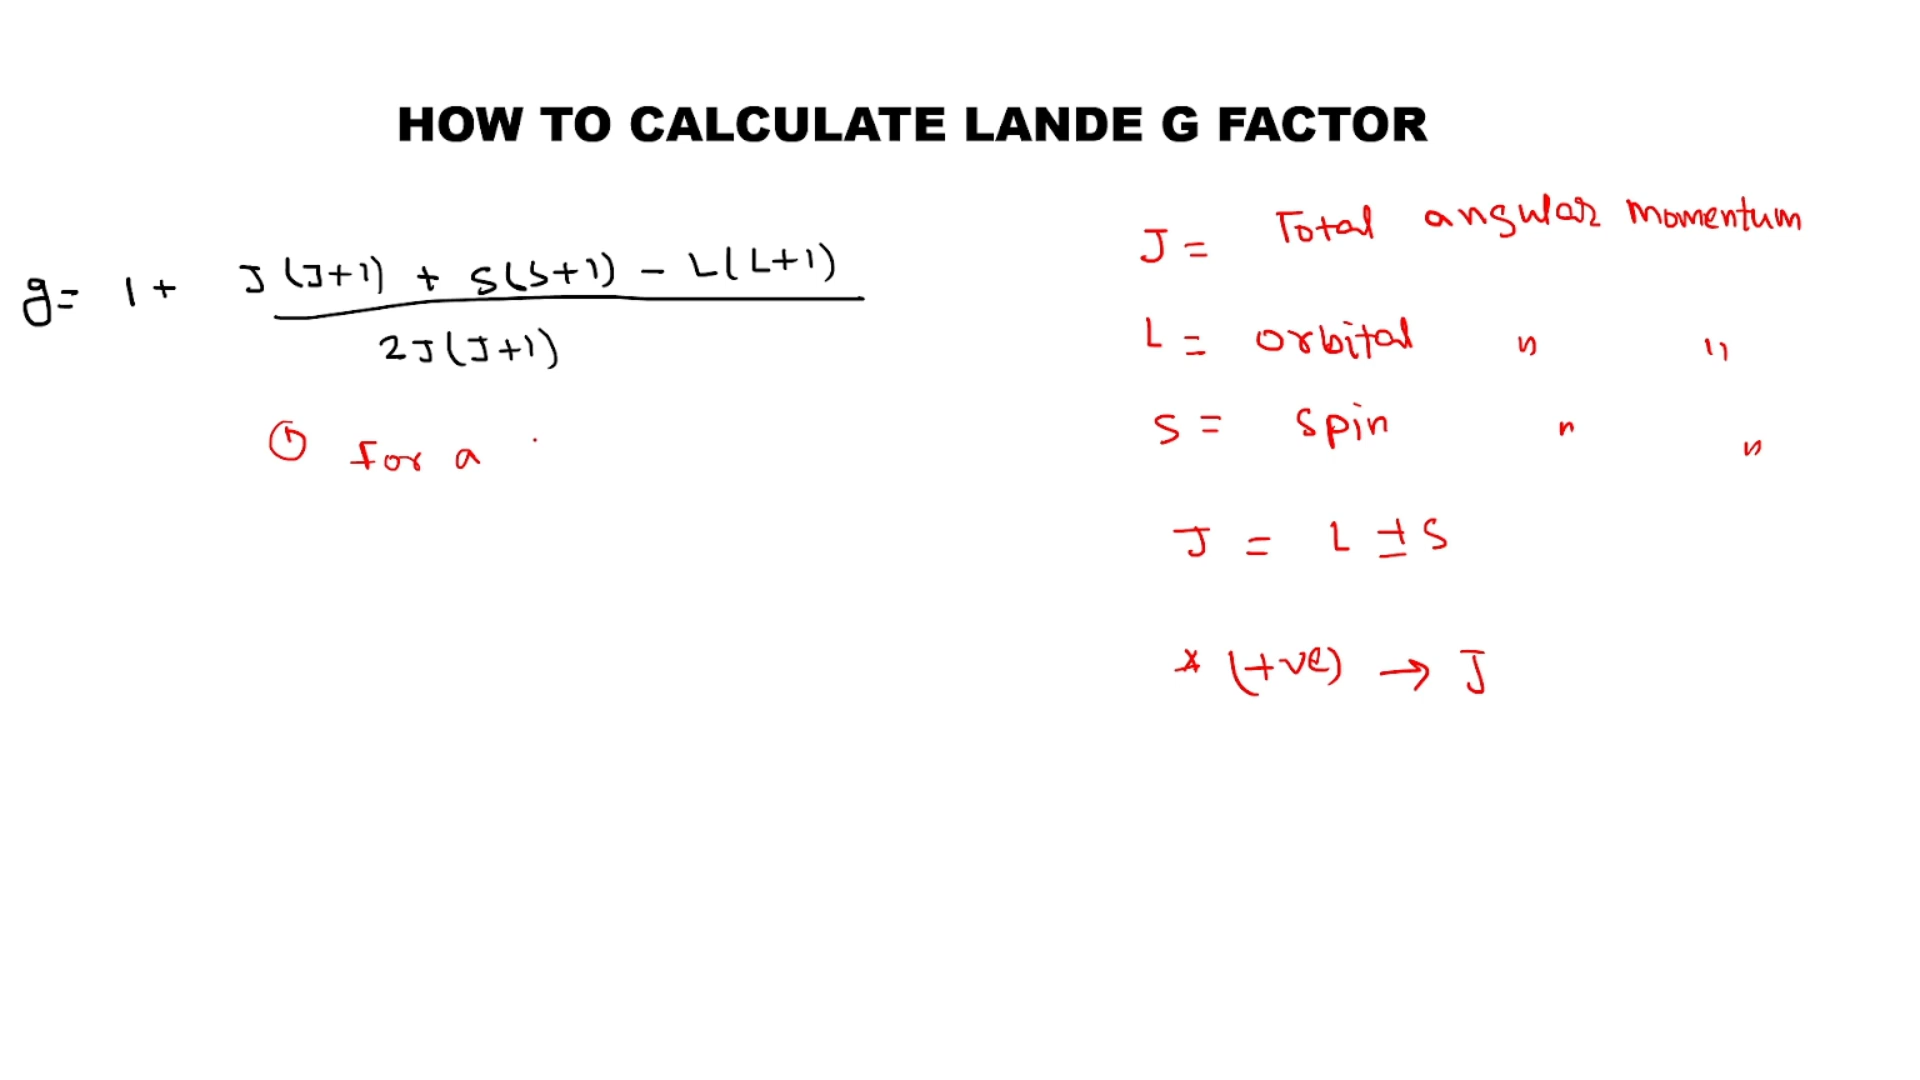 HOW TO CALCULATE LANDE G FACTOR
g = 1 + J(J+1) + S(S+1) - L(L+1)
2J(J+1)
① for a
J = Total angular momentum
L = orbital " "
S = spin " "
J = L ± S
* (+ve) → J